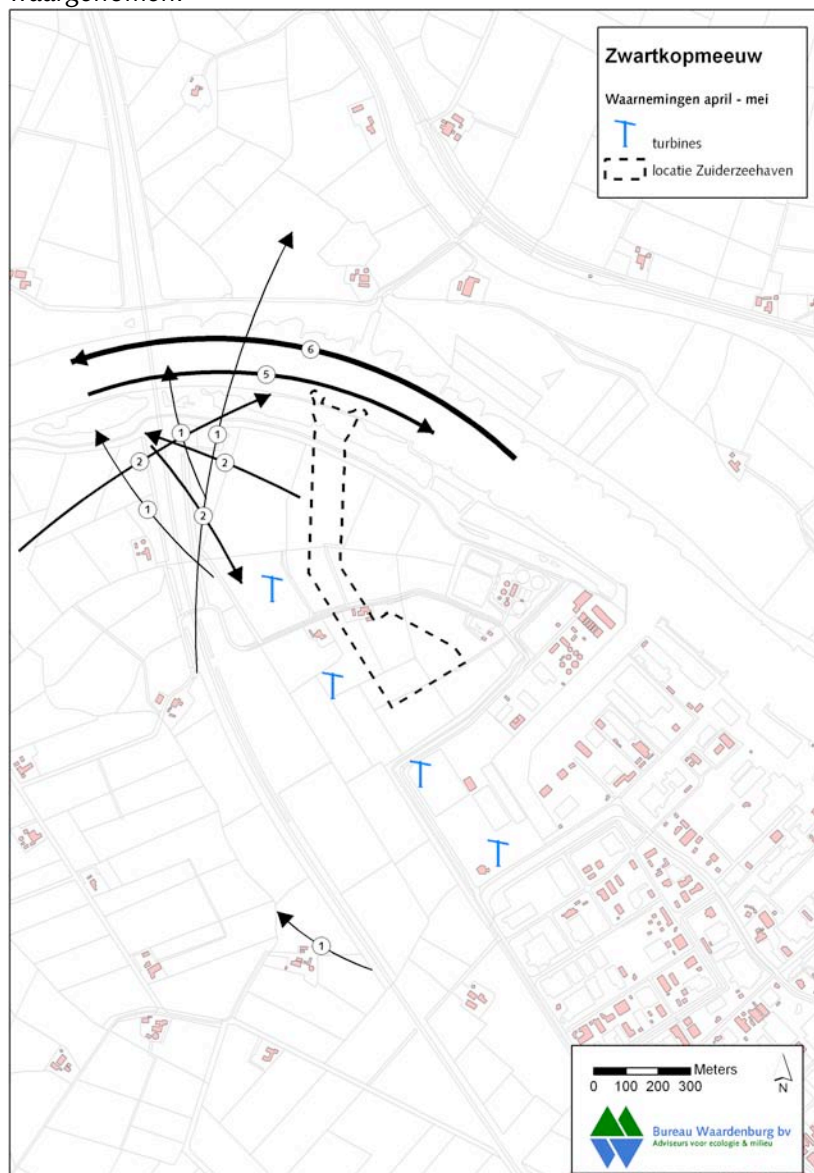 waargenomen.
Zwartkopmeeuw
Waarnemingen april - mei
turbines
locatie Zuiderzeehaven
6
5
1
1
2
2
1
2
1
Meters
0 100 200 300
N
Bureau Waardenburg bv
Adviseurs voor ecologie & milieu